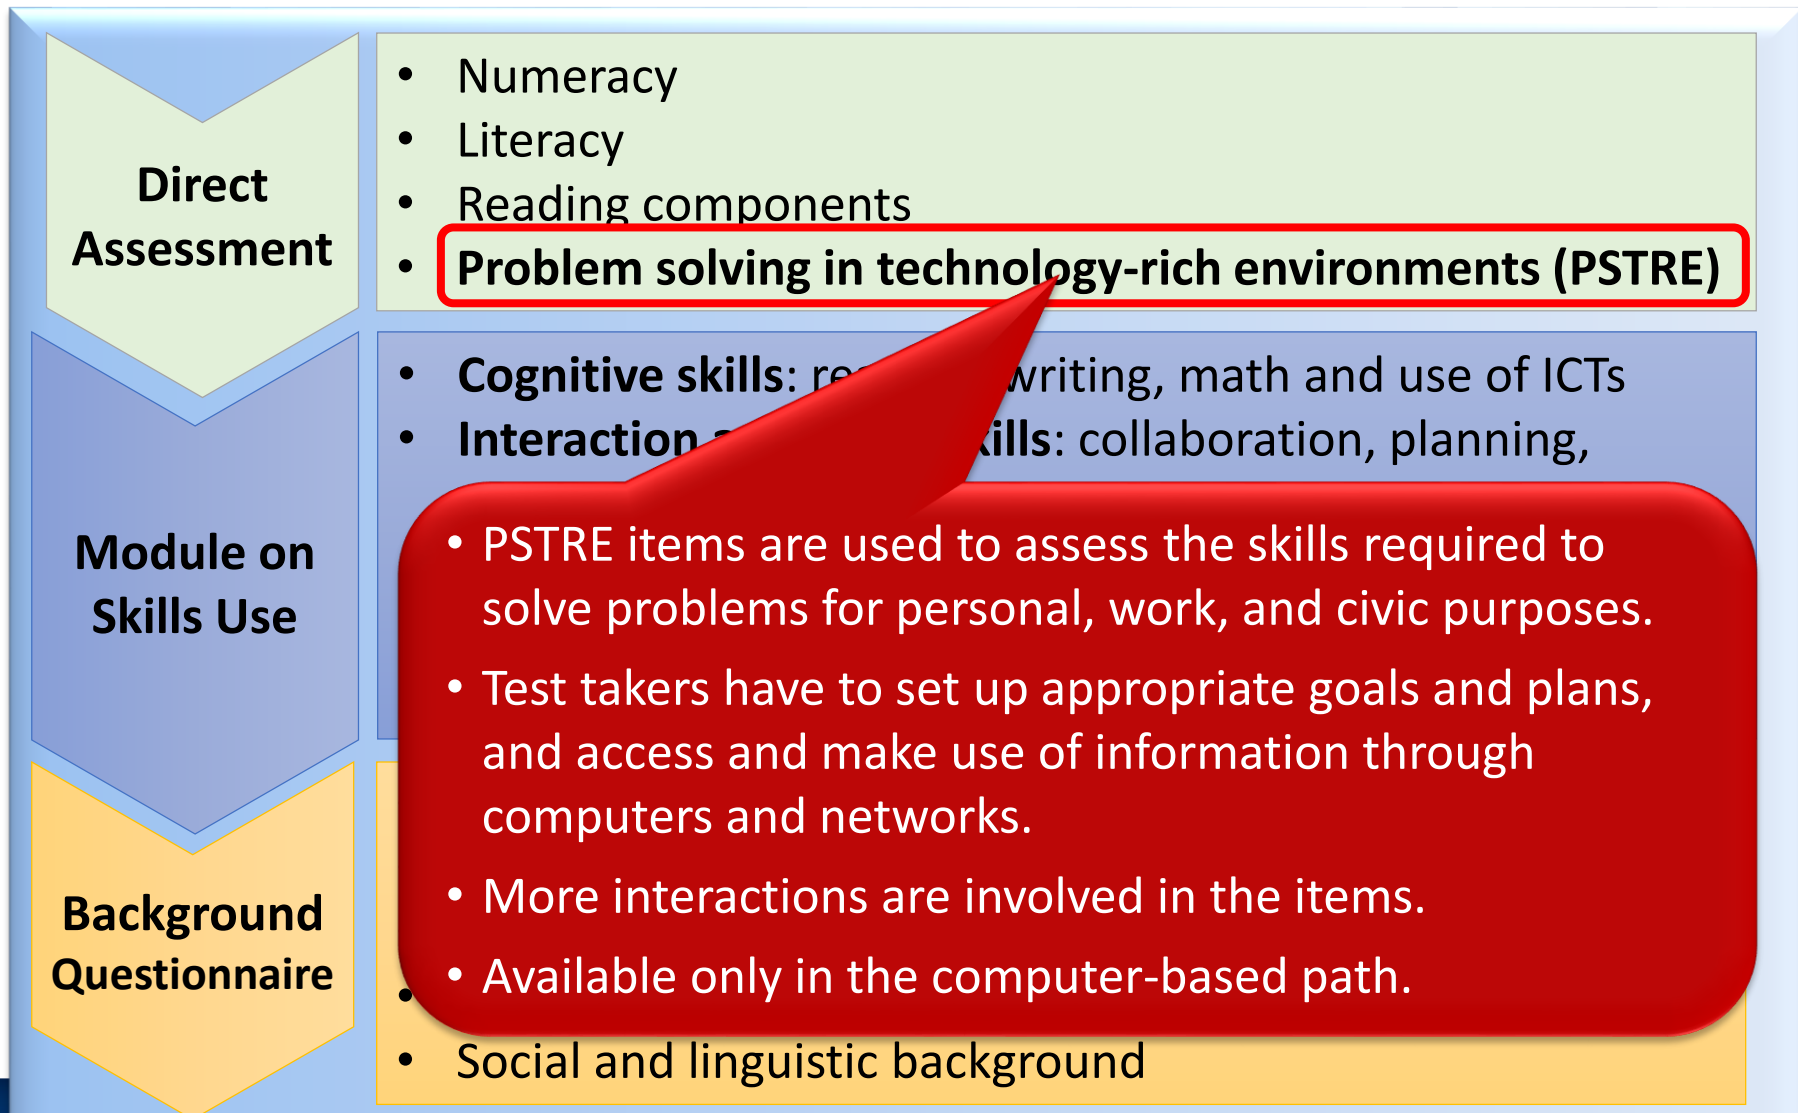 Direct
Assessment
• Numeracy
• Literacy
• Reading components
• Problem solving in technology-rich environments (PSTRE)
Module on
Skills Use
• Cognitive skills: writing, math and use of ICTs
• Interaction collaboration, planning,
• PSTRE items are used to assess the skills required to
solve problems for personal, work, and civic purposes.
• Test takers have to set up appropriate goals and plans,
and access and make use of information through
computers and networks.
• More interactions are involved in the items.
• Available only in the computer-based path.
Background
Questionnaire
•
• Social and linguistic background